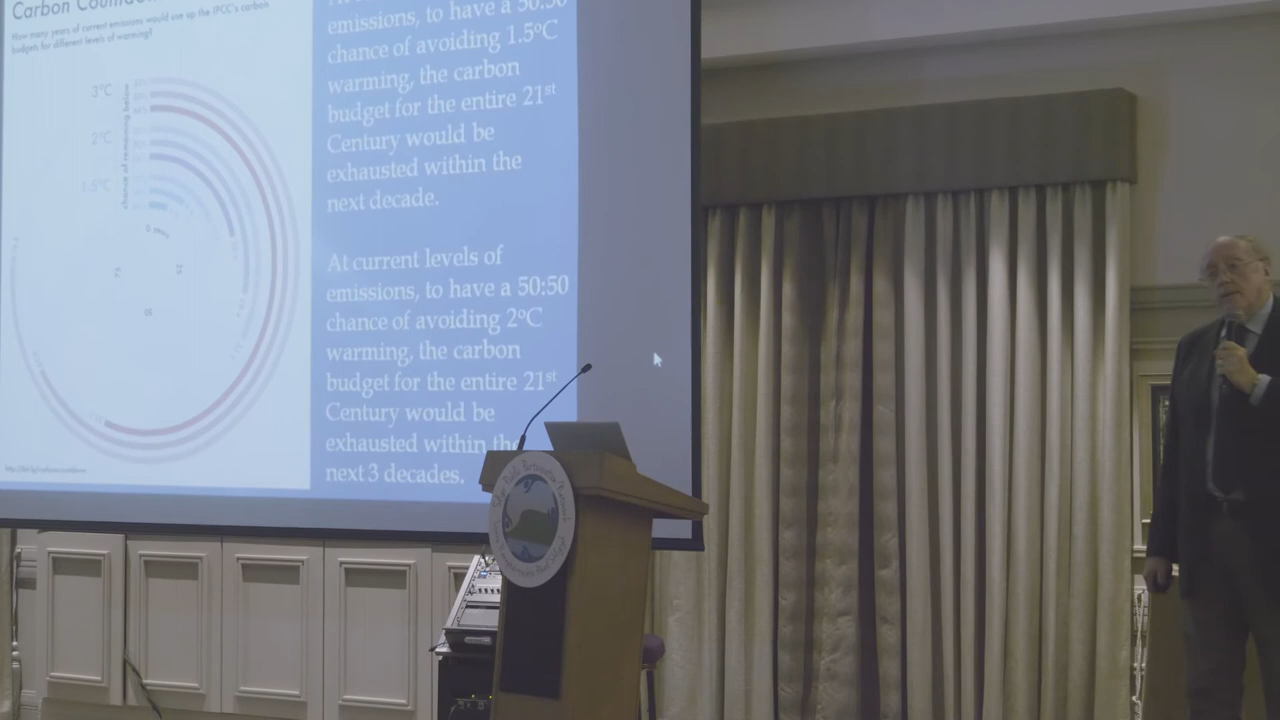 Carbon
How many years of current emissions would use up the IPCC's carbon
budgets for different levels of warming?
3°C
2°C
1.5°C
chance of remaining below
emissions, to have a 50:50
chance of avoiding 1.5ºC
warming, the carbon
budget for the entire 21st
Century would be
exhausted within the
next decade.
At current levels of
emissions, to have a 50:50
chance of avoiding 2ºC
warming, the carbon
budget for the entire 21st
Century would be
exhausted within the
next 3 decades.